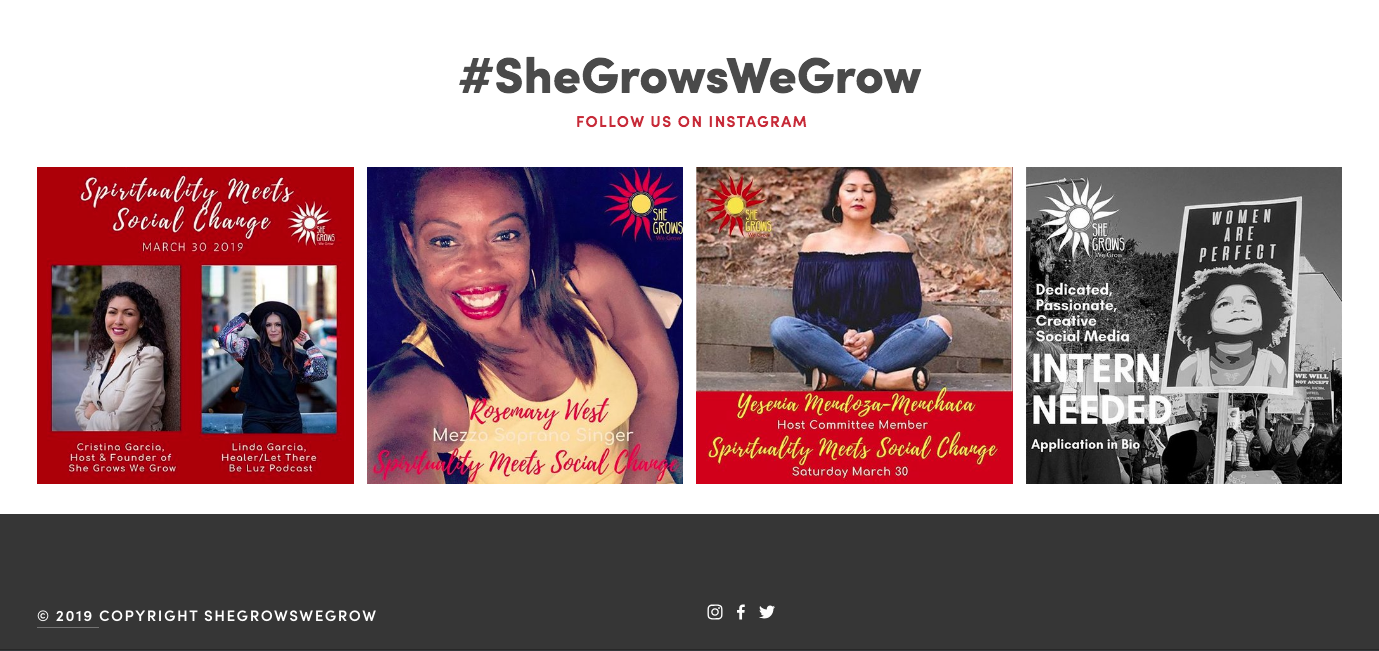 #SheGrowsWeGrow
FOLLOW US ON INSTAGRAM
Spirituality Meets
Social Change
SHE
GROWS
We Grow
MARCH 30 2019
Cristina Garcia,
Host & Founder of
She Grows We Grow
Linda Garcia,
Healer/Let There
Be Luz Podcast
SHE
GROWS
We Grow
Rosemary West
Mezzo Soprano Singer
Spirituality Meets Social Change
SHE
GROWS
Yesenia Mendoza-Menchaca
Host Committee Member
Spirituality Meets Social Change
Saturday March 30
SHE
GROWS
We Grow
WOMEN
ARE
PERFECT
Dedicated,
Passionate,
Creative
Social Media
INTERN
NEEDED
Application in Bio
WE WILL
NOT ACCEPT
© 2019 COPYRIGHT SHEGROWSWEGROW